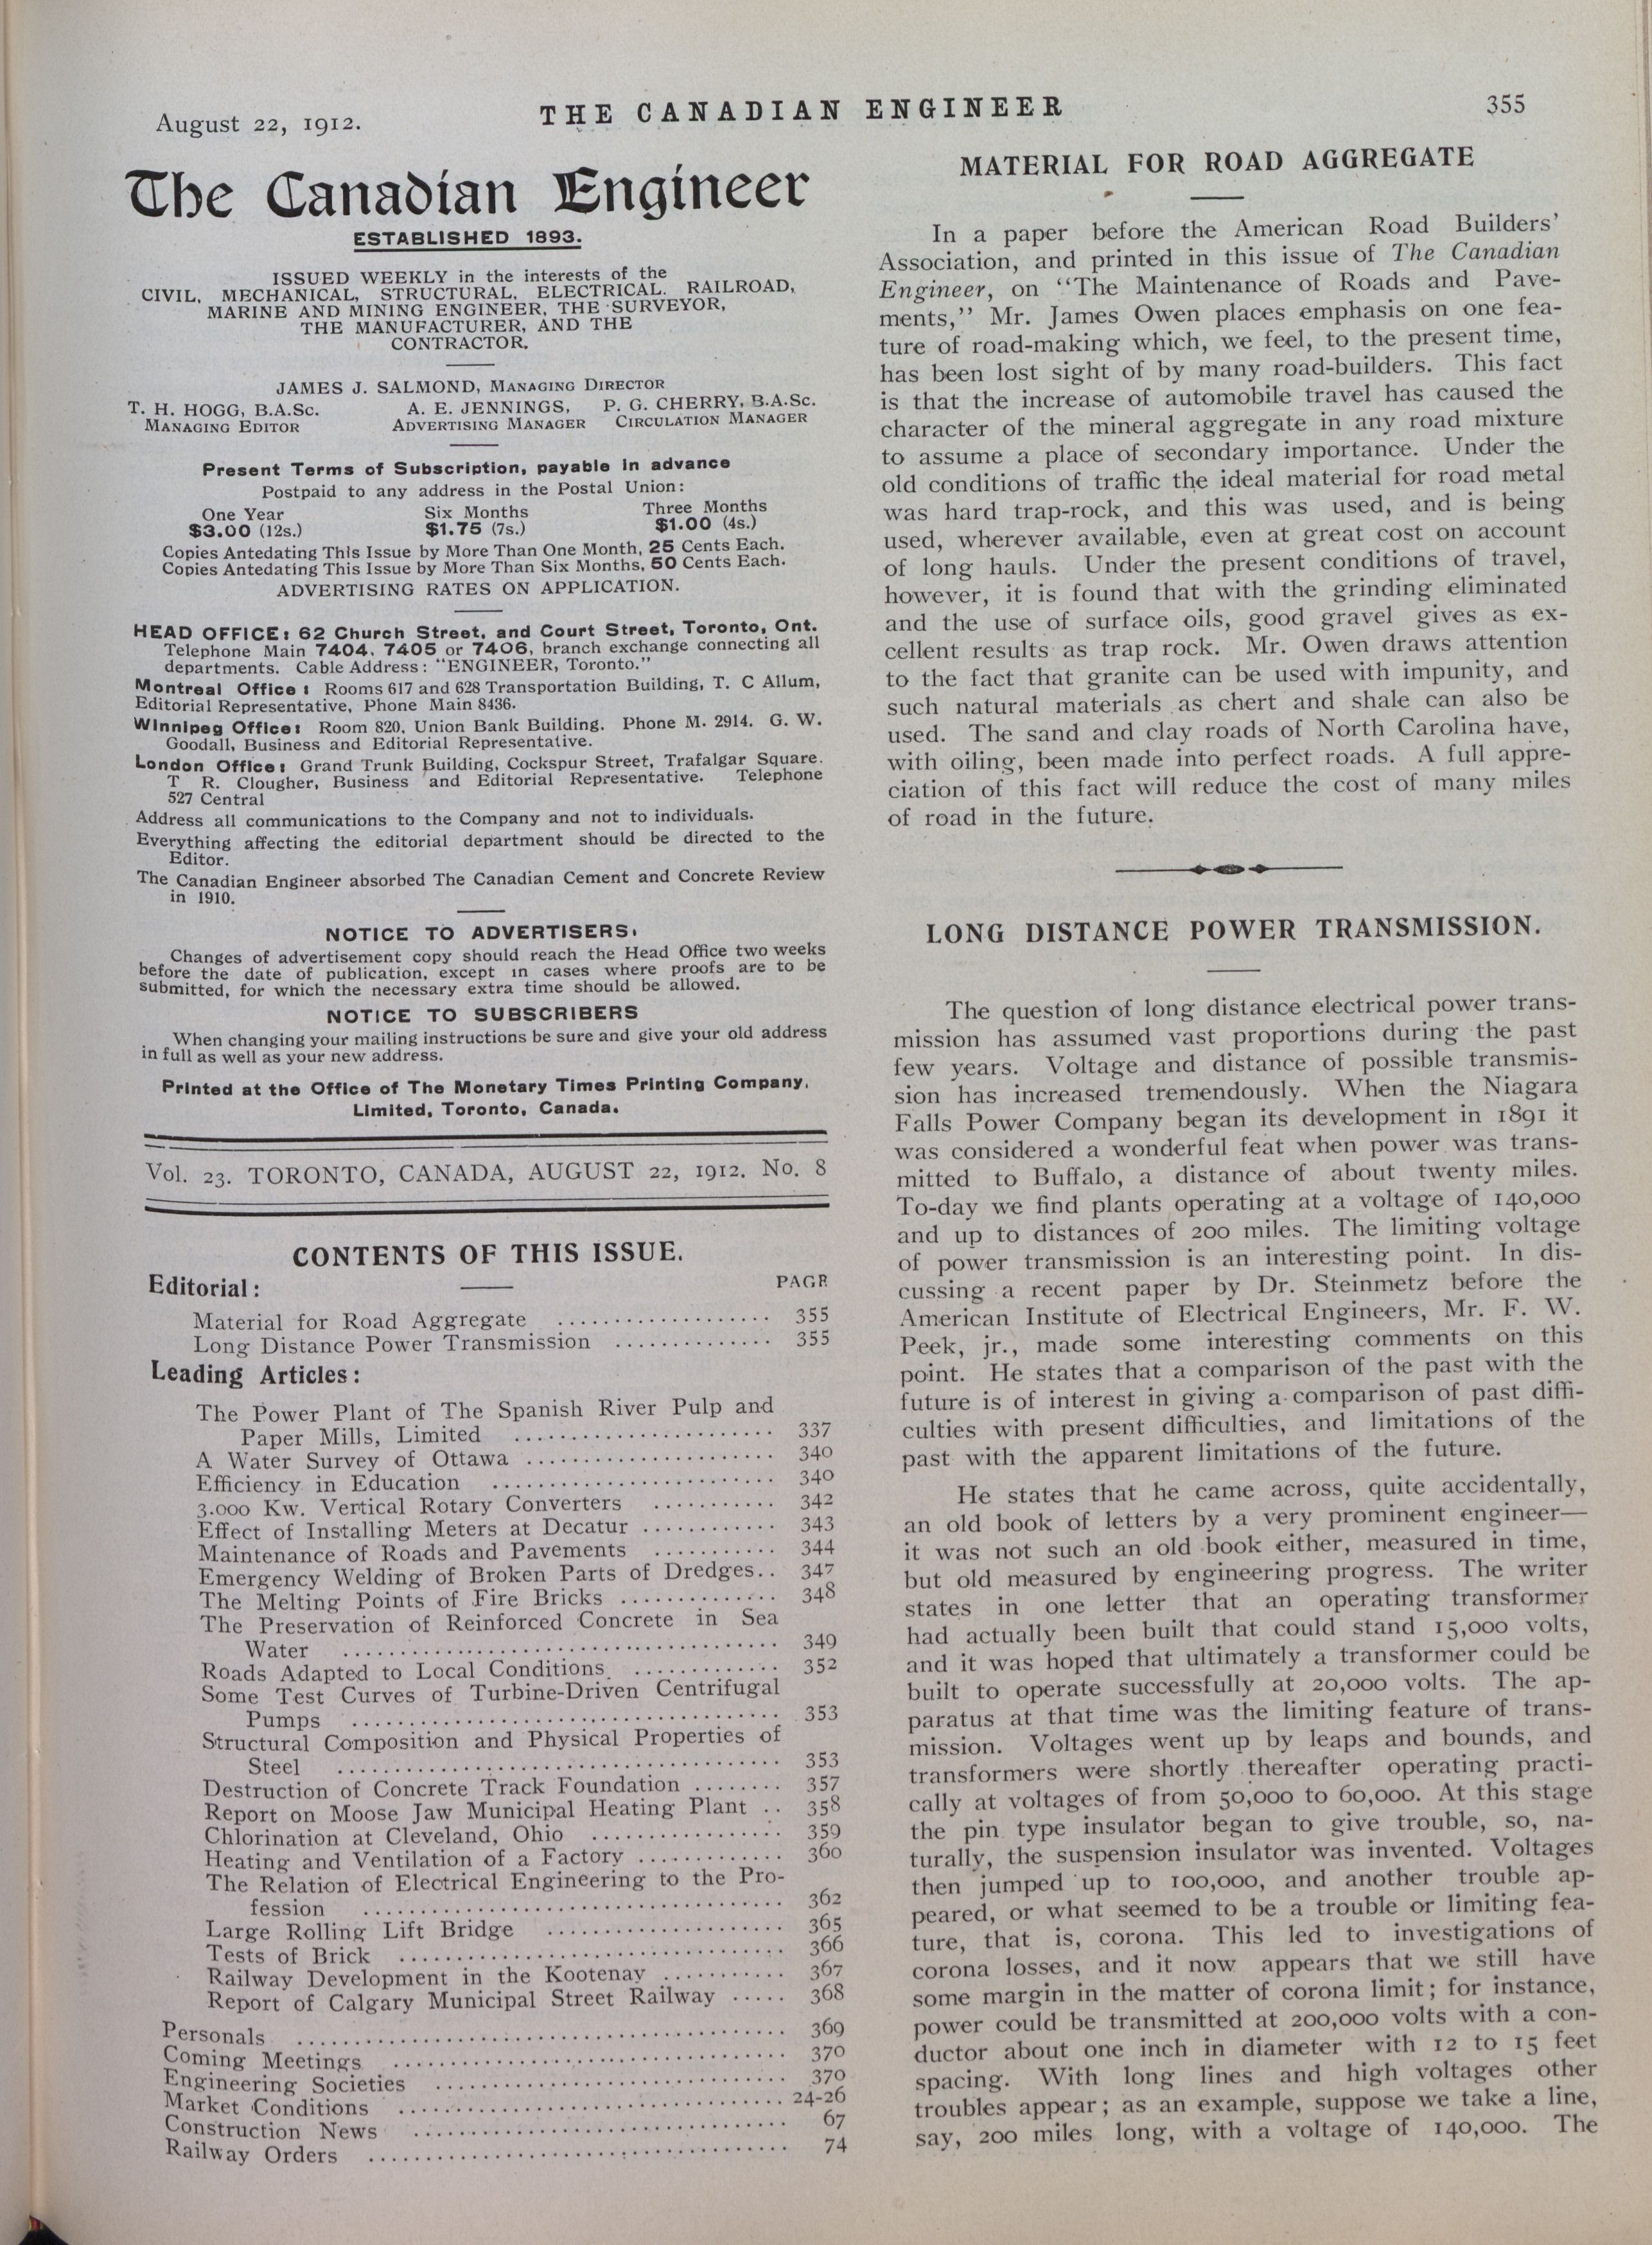 August 22, 1912.
THE CANADIAN ENGINEER
355
The Canadian Engineer
ESTABLISHED 1893.
ISSUED WEEKLY in the interests of the
CIVIL, MECHANICAL, STRUCTURAL, ELECTRICAL, RAILROAD,
MARINE AND MINING ENGINEER, THE SURVEYOR,
THE MANUFACTURER, AND THE
CONTRACTOR.
JAMES J. SALMOND, MANAGING DIRECTOR
T. H. HOGG, B.A.Sc. A. E. JENNINGS, P. G. CHERRY, B.A.Sc.
MANAGING EDITOR ADVERTISING MANAGER CIRCULATION MANAGER
Present Terms of Subscription, payable in advance
Postpaid to any address in the Postal Union:
One Year Six Months Three Months
$3.00 (12s.) $1.75 (7s.) $1.00 (4s.)
Copies Antedating This Issue by More Than One Month, 25 Cents Each.
Copies Antedating This Issue by More Than Six Months, 50 Cents Each.
ADVERTISING RATES ON APPLICATION.
HEAD OFFICE: 62 Church Street, and Court Street, Toronto, Ont.
Telephone Main 7404, 7405 or 7406, branch exchange connecting all
departments. Cable Address: "ENGINEER, Toronto."
Montreal Office: Rooms 617 and 628 Transportation Building, T. C Allum,
Editorial Representative, Phone Main 8436.
Winnipeg Office: Room 820, Union Bank Building. Phone M. 2914. G. W.
Goodall, Business and Editorial Representative.
London Office: Grand Trunk Building, Cockspur Street, Trafalgar Square.
T R. Clougher, Business and Editorial Representative. Telephone
527 Central
Address all communications to the Company and not to individuals.
Everything affecting the editorial department should be directed to the
Editor.
The Canadian Engineer absorbed The Canadian Cement and Concrete Review
in 1910.
NOTICE TO ADVERTISERS.
Changes of advertisement copy should reach the Head Office two weeks
before the date of publication, except in cases where proofs are to be
submitted, for which the necessary extra time should be allowed.
NOTICE TO SUBSCRIBERS
When changing your mailing instructions be sure and give your old address
in full as well as your new address.
Printed at the Office of The Monetary Times Printing Company,
Limited, Toronto, Canada.
Vol. 23. TORONTO, CANADA, AUGUST 22, 1912. No. 8
CONTENTS OF THIS ISSUE.
Editorial: PAGE
Material for Road Aggregate ................... 355
Long Distance Power Transmission .............. 355
Leading Articles:
The Power Plant of The Spanish River Pulp and
Paper Mills, Limited ....................... 337
A Water Survey of Ottawa ...................... 340
Efficiency in Education ......................... 340
3.000 Kw. Vertical Rotary Converters ........... 342
Effect of Installing Meters at Decatur ............ 343
Maintenance of Roads and Pavements ........... 344
Emergency Welding of Broken Parts of Dredges.. 347
The Melting Points of Fire Bricks .............. 348
The Preservation of Reinforced Concrete in Sea
Water ...................................... 349
Roads Adapted to Local Conditions ............. 352
Some Test Curves of Turbine-Driven Centrifugal
Pumps ..................................... 353
Structural Composition and Physical Properties of
Steel ....................................... 353
Destruction of Concrete Track Foundation ........ 357
Report on Moose Jaw Municipal Heating Plant .. 358
Chlorination at Cleveland, Ohio ................. 359
Heating and Ventilation of a Factory ............. 360
The Relation of Electrical Engineering to the Pro-
fession ..................................... 362
Large Rolling Lift Bridge ..................... 365
Tests of Brick .................................. 366
Railway Development in the Kootenay ........... 367
Report of Calgary Municipal Street Railway ..... 368
Personals ......................................... 369
Coming Meetings .................................. 370
Engineering Societies .............................. 370
Market Conditions ................................ 24-26
Construction News ................................ 67
Railway Orders ................................... 74
MATERIAL FOR ROAD AGGREGATE
In a paper before the American Road Builders'
Association, and printed in this issue of The Canadian
Engineer, on "The Maintenance of Roads and Pave-
ments," Mr. James Owen places emphasis on one fea-
ture of road-making which, we feel, to the present time,
has been lost sight of by many road-builders. This fact
is that the increase of automobile travel has caused the
character of the mineral aggregate in any road mixture
to assume a place of secondary importance. Under the
old conditions of traffic the ideal material for road metal
was hard trap-rock, and this was used, and is being
used, wherever available, even at great cost on account
of long hauls. Under the present conditions of travel,
however, it is found that with the grinding eliminated
and the use of surface oils, good gravel gives as ex-
cellent results as trap rock. Mr. Owen draws attention
to the fact that granite can be used with impunity, and
such natural materials as chert and shale can also be
used. The sand and clay roads of North Carolina have,
with oiling, been made into perfect roads. A full appre-
ciation of this fact will reduce the cost of many miles
of road in the future.
LONG DISTANCE POWER TRANSMISSION.
The question of long distance electrical power trans-
mission has assumed vast proportions during the past
few years. Voltage and distance of possible transmis-
sion has increased tremendously. When the Niagara
Falls Power Company began its development in 1891 it
was considered a wonderful feat when power was trans-
mitted to Buffalo, a distance of about twenty miles.
To-day we find plants operating at a voltage of 140,000
and up to distances of 200 miles. The limiting voltage
of power transmission is an interesting point. In dis-
cussing a recent paper by Dr. Steinmetz before the
American Institute of Electrical Engineers, Mr. F. W.
Peek, jr., made some interesting comments on this
point. He states that a comparison of the past with the
future is of interest in giving a comparison of past diffi-
culties with present difficulties, and limitations of the
past with the apparent limitations of the future.
He states that he came across, quite accidentally,
an old book of letters by a very prominent engineer—
it was not such an old book either, measured in time,
but old measured by engineering progress. The writer
states in one letter that an operating transformer
had actually been built that could stand 15,000 volts,
and it was hoped that ultimately a transformer could be
built to operate successfully at 20,000 volts. The ap-
paratus at that time was the limiting feature of trans-
mission. Voltages went up by leaps and bounds, and
transformers were shortly thereafter operating practi-
cally at voltages of from 50,000 to 60,000. At this stage
the pin type insulator began to give trouble, so, na-
turally, the suspension insulator was invented. Voltages
then jumped up to 100,000, and another trouble ap-
peared, or what seemed to be a trouble or limiting fea-
ture, that is, corona. This led to investigations of
corona losses, and it now appears that we still have
some margin in the matter of corona limit; for instance,
power could be transmitted at 200,000 volts with a con-
ductor about one inch in diameter with 12 to 15 feet
spacing. With long lines and high voltages other
troubles appear; as an example, suppose we take a line,
say, 200 miles long, with a voltage of 140,000. The